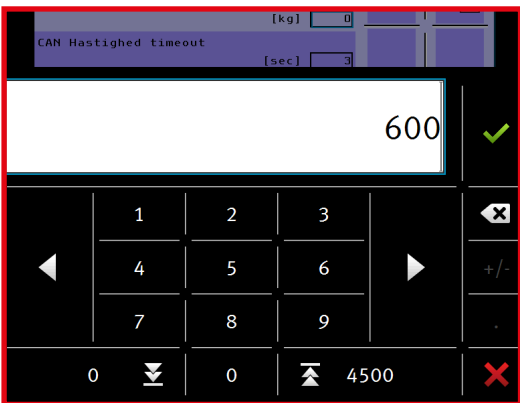 [kg] 0
CAN Hastighed timeout
[sec] 3
600
1 2 3
4 5 6 +/-
7 8 9 .
0 0 4500